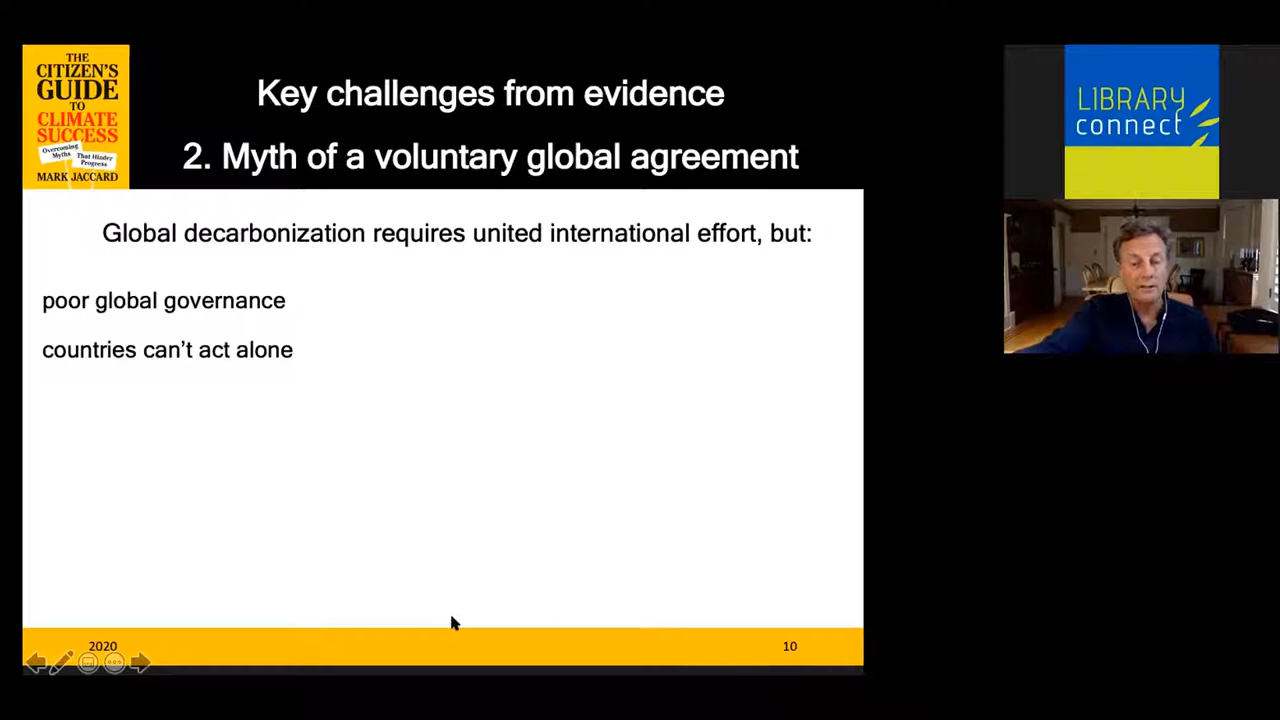 THE
CITIZEN'S
GUIDE
TO
CLIMATE
SUCCESS
Overcoming
Myths
That Hinder
Progress
MARK JACCARD
Key challenges from evidence
2. Myth of a voluntary global agreement
LIBRARY
connect
Global decarbonization requires united international effort, but:
poor global governance
countries can’t act alone
2020
10